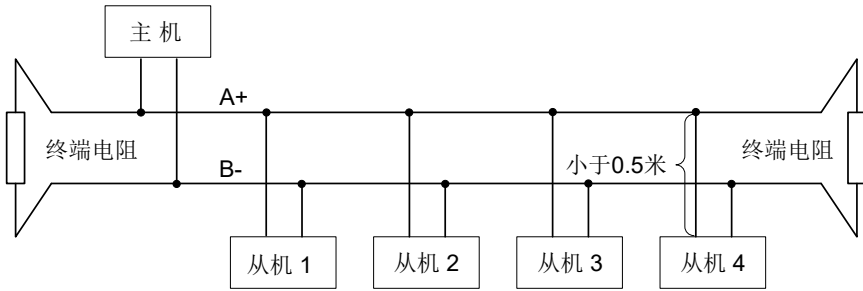 主 机
A+
终端电阻
B-
小于0.5米
终端电阻
从机 1
从机 2
从机 3
从机 4